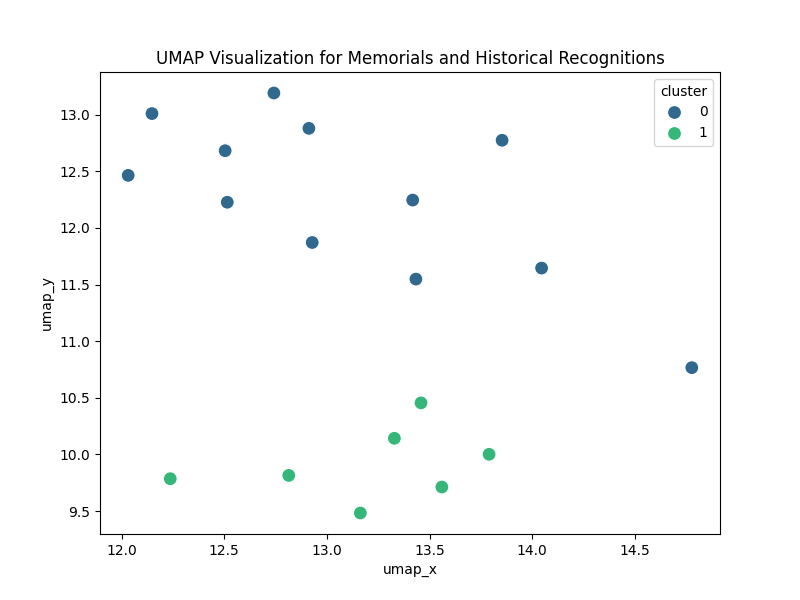 UMAP Visualization for Memorials and Historical Recognitions
cluster
0
1
13.0
12.5
12.0
11.5
11.0
10.5
10.0
9.5
umap_y
12.0 12.5 13.0 13.5 14.0 14.5
umap_x